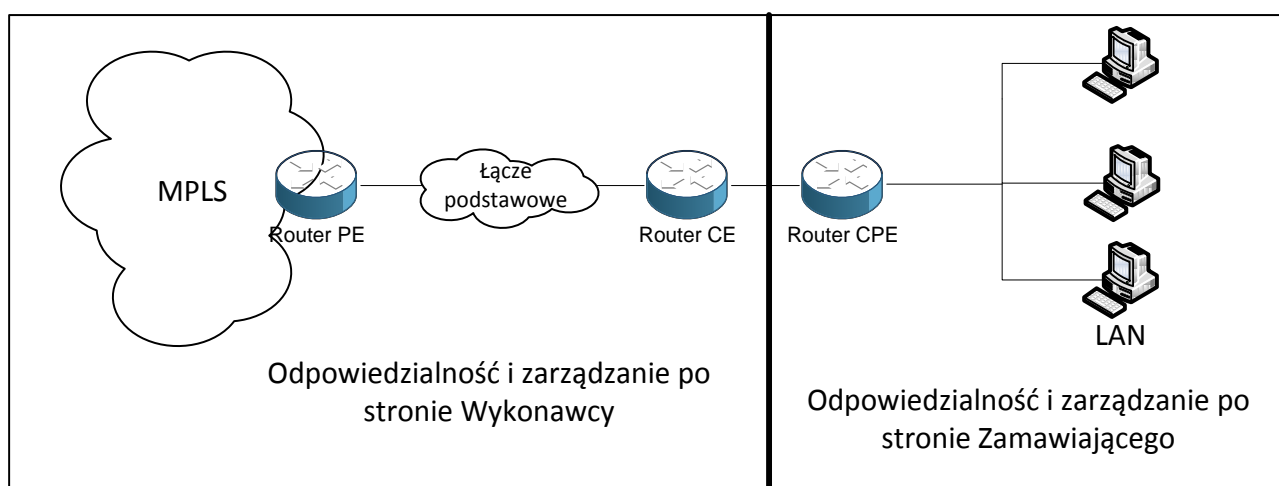 MPLS
Router PE
Łącze
podstawowe
Router CE
Router CPE
LAN
Odpowiedzialność i zarządzanie po
stronie Wykonawcy
Odpowiedzialność i zarządzanie po
stronie Zamawiającego